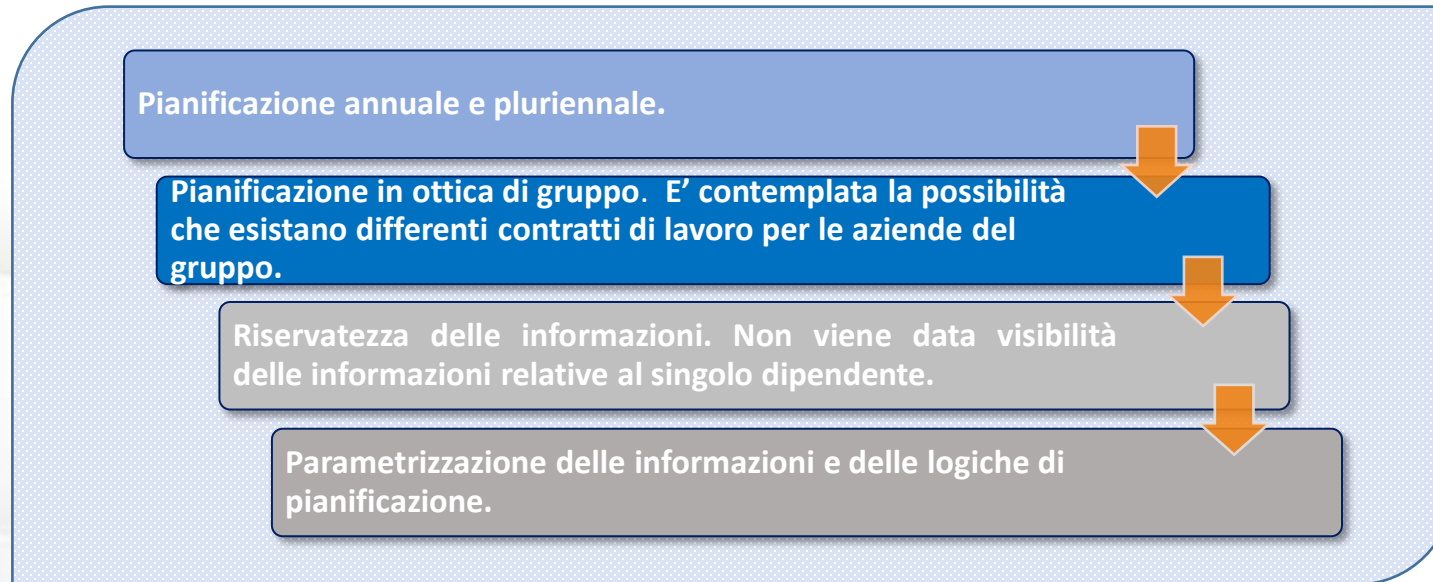 Pianificazione annuale e pluriennale.
Pianificazione in ottica di gruppo.  E’ contemplata la possibilità
che esistano differenti contratti di lavoro per le aziende del
gruppo.
Riservatezza delle informazioni. Non viene data visibilità
delle informazioni relative al singolo dipendente.
Parametrizzazione delle informazioni e delle logiche di
pianificazione.